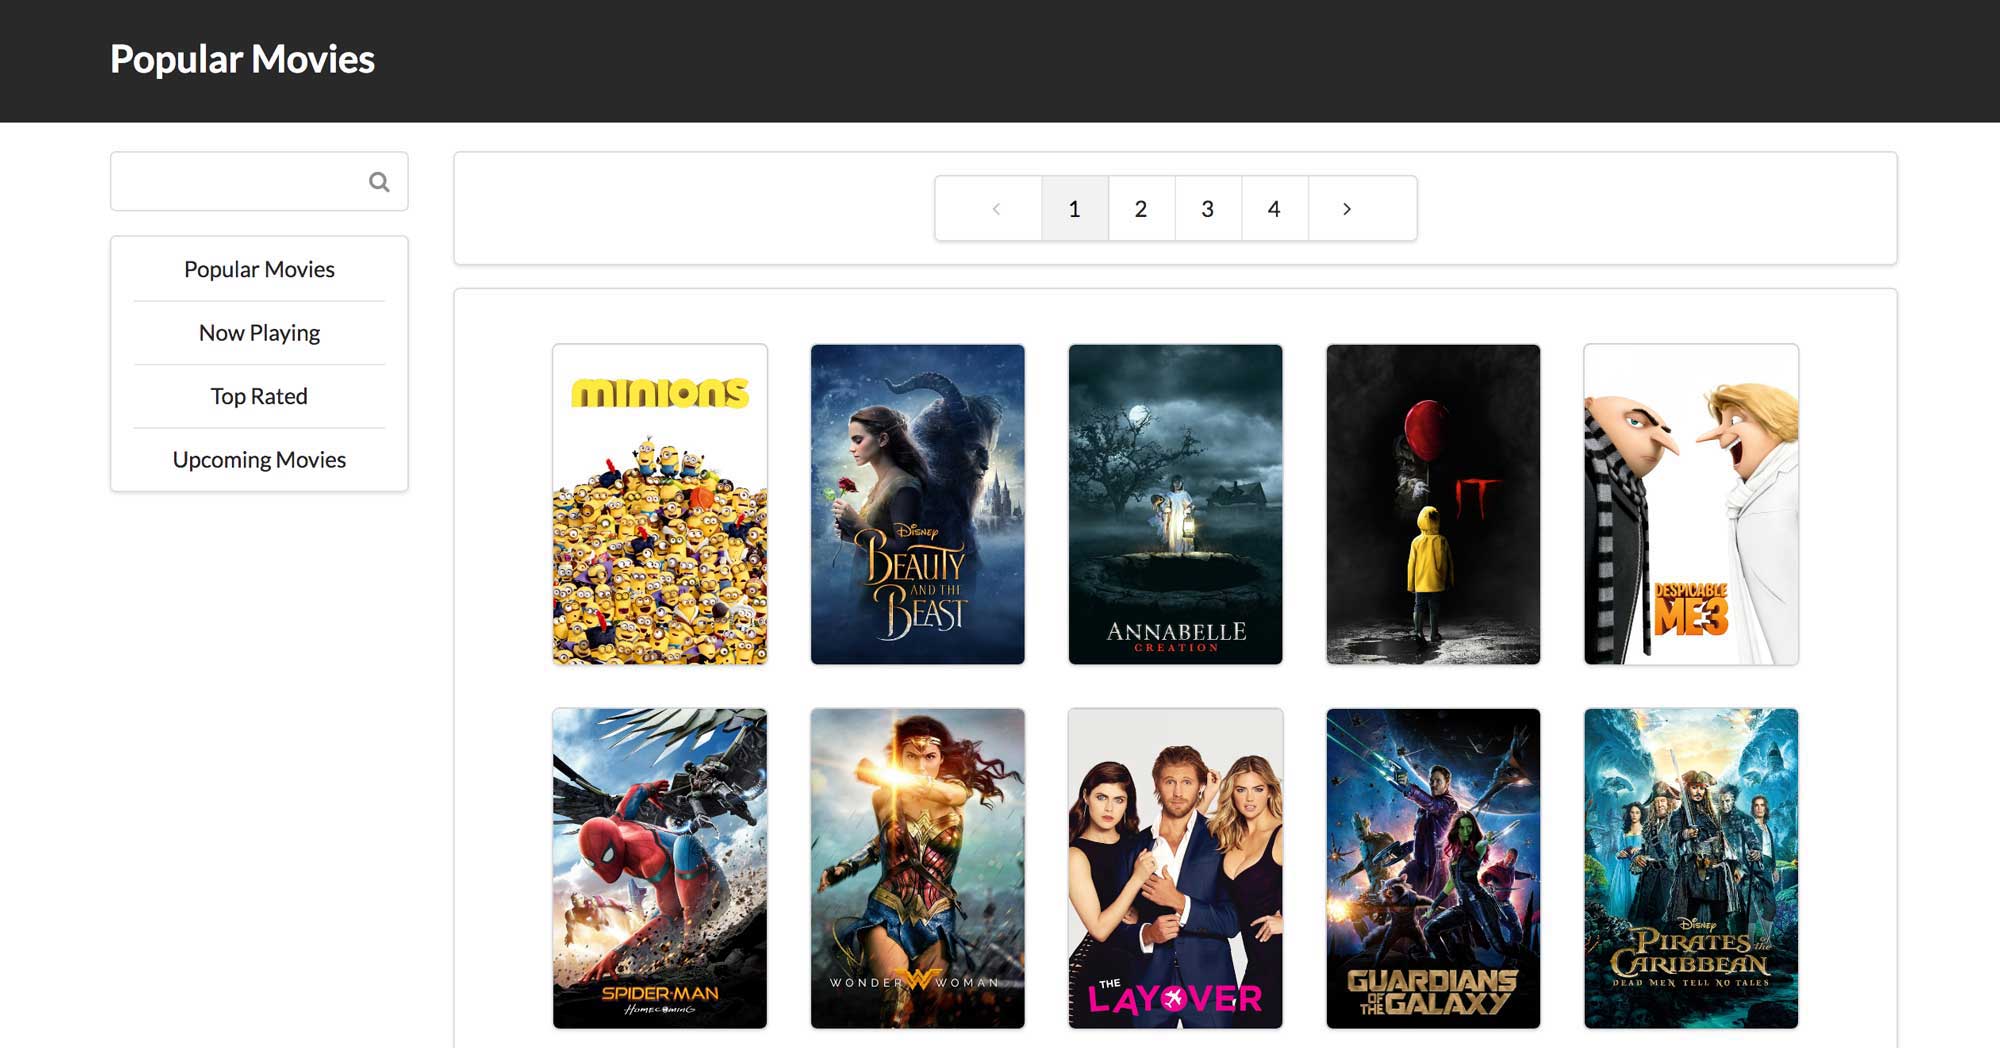 Popular Movies
1 2 3 4
Popular Movies
Now Playing
Top Rated
Upcoming Movies
minions
Disney
BEAUTY
AND THE
BEAST
ANNABELLE
CREATION
IT
DESPICABLE
ME3
SPIDER-MAN
HOMECOMING
WONDER WOMAN
THE
LAYOVER
GUARDIANS
OF THE
GALAXY
Disney
PIRATES of the
CARIBBEAN
DEAD MEN TELL NO TALES